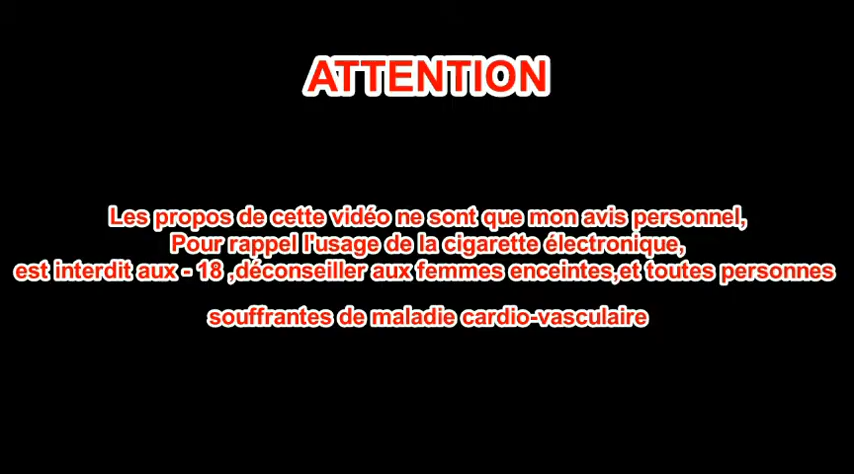 ATTENTION
Les propos de cette vidéo ne sont que mon avis personnel,
Pour rappel l'usage de la cigarette électronique,
est interdit aux - 18 ,déconseiller aux femmes enceintes,et toutes personnes
souffrantes de maladie cardio-vasculaire